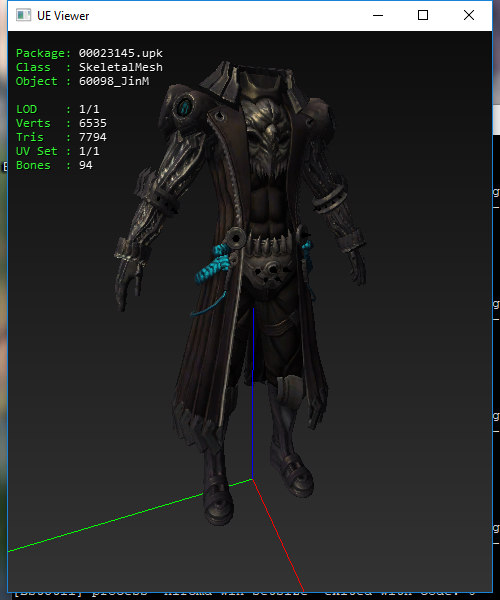 UE Viewer
Package: 00023145.upk
Class : SkeletalMesh
Object : 60098_JinM
LOD : 1/1
Verts : 6535
Tris : 7794
UV Set : 1/1
Bones : 94